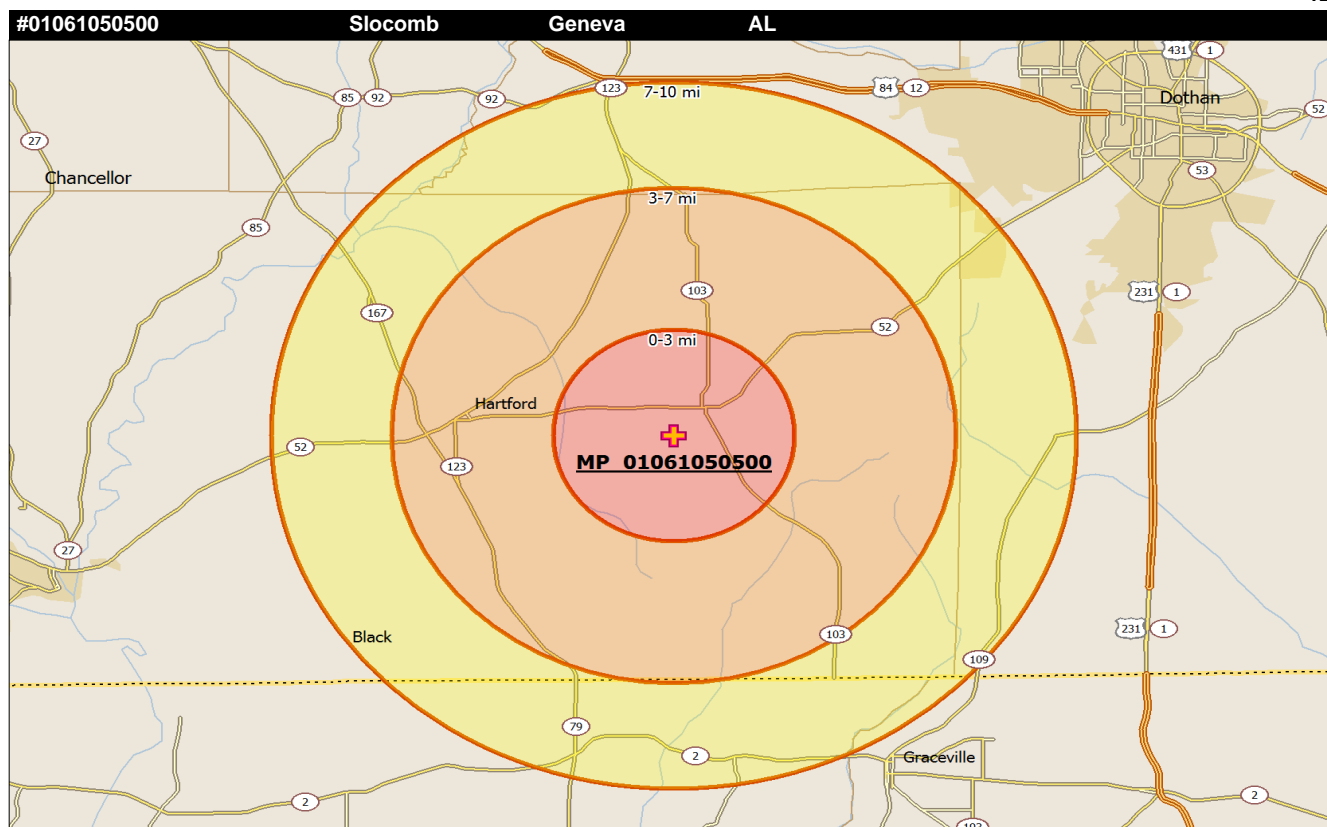 #01061050500 Slocomb Geneva AL
431 1
123 7-10 mi 84 12
85 92 92 Dothan
52
27
53
Chancellor
3-7 mi
85
103 231 1
167
52
0-3 mi
Hartford
52
MP 01061050500
123
27
Black 103 231 1
109
79
2 Graceville
2 2
103